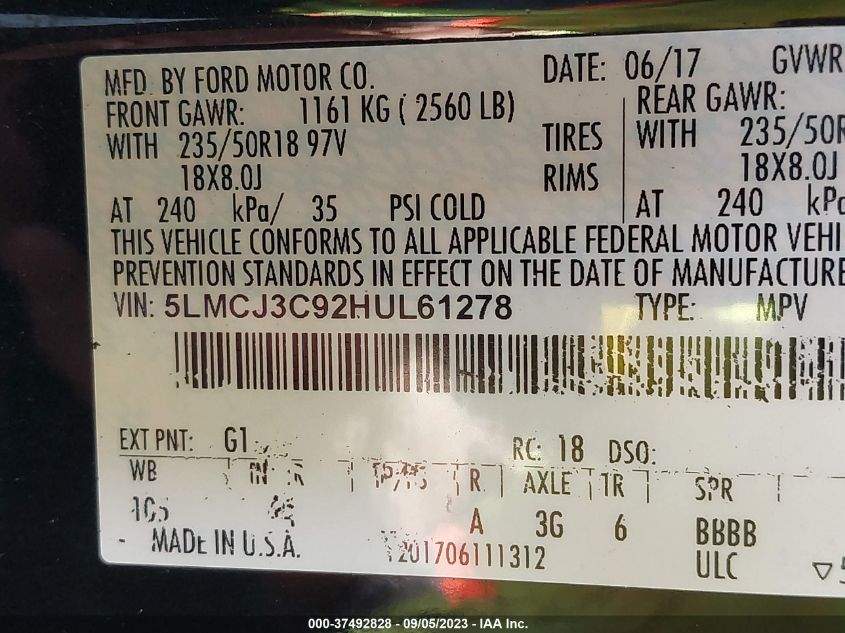 MFD. BY FORD MOTOR CO. DATE: 06/17 GVWR
FRONT GAWR: 1161 KG ( 2560 LB) REAR GAWR:
WITH 235/50R18 97V TIRES WITH 235/50R
18X8.0J RIMS 18X8.0J
AT 240 kPa/ 35 PSI COLD AT 240 kPa
THIS VEHICLE CONFORMS TO ALL APPLICABLE FEDERAL MOTOR VEHI
PREVENTION STANDARDS IN EFFECT ON THE DATE OF MANUFACTURE
VIN: 5LMCJ3C92HUL61278 TYPE: MPV
EXT PNT: G1 RC: 18 DSO:
WB R AXLE TR SPR
105 A 3G 6 BBBB
MADE IN U.S.A. 201706111312 ULC
000-37492828 - 09/05/2023 - IAA Inc.